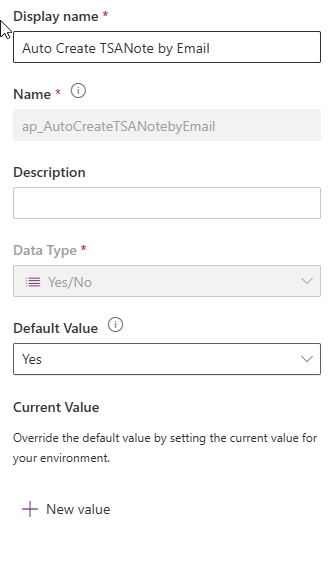 Display name *
Auto Create TSANote by Email
Name *
ap_AutoCreateTSANotebyEmail
Description
Data Type *
Yes/No
Default Value
Yes
Current Value
Override the default value by setting the current value for
your environment.
New value